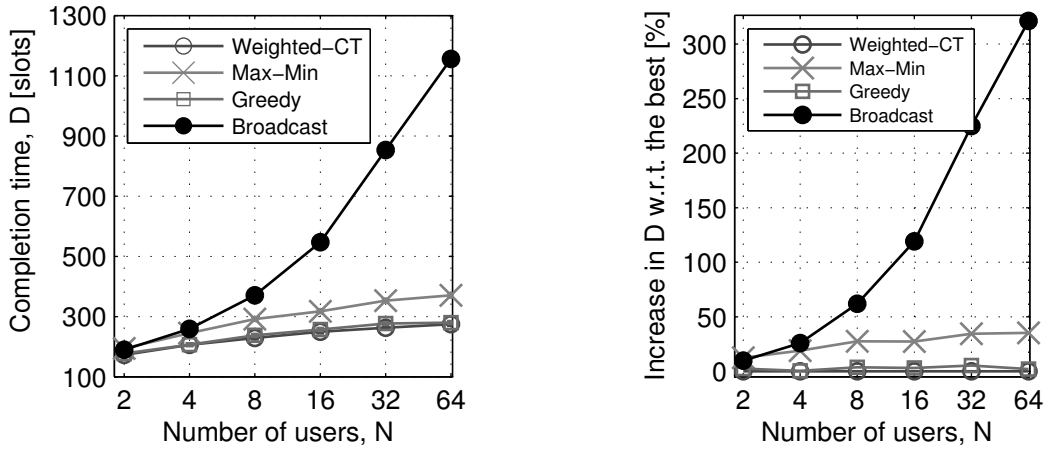 Completion time, D [slots]
1300
1100
900
700
500
300
100
Weighted−CT
Max−Min
Greedy
Broadcast
2 4 8 16 32 64
Number of users, N
Increase in D w.r.t. the best [%]
300
250
200
150
100
50
0
Weighted−CT
Max−Min
Greedy
Broadcast
2 4 8 16 32 64
Number of users, N